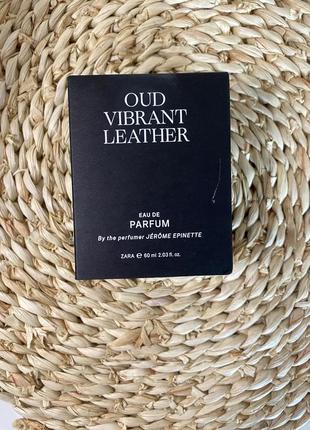 OUD
VIBRANT
LEATHER
EAU DE
PARFUM
By the perfumer JÉRÔME EPINETTE
ZARA ℮ 60 ml 2.03 fl. oz.